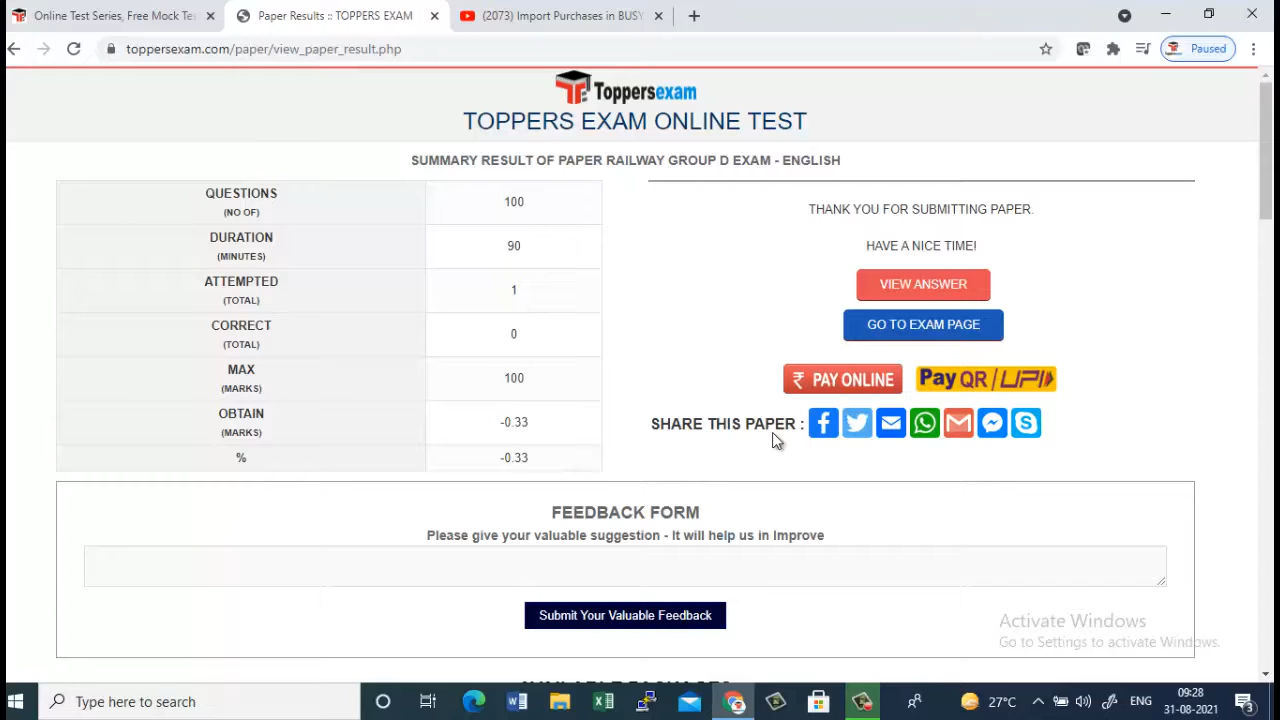 Online Test Series, Free Mock Te
Paper Results :: TOPPERS EXAM
(2073) Import Purchases in BUSY
toppersexam.com/paper/view_paper_result.php
Paused
Toppersexam
TOPPERS EXAM ONLINE TEST
SUMMARY RESULT OF PAPER RAILWAY GROUP D EXAM - ENGLISH
QUESTIONS
(NO OF)
100
DURATION
(MINUTES)
90
ATTEMPTED
(TOTAL)
1
CORRECT
(TOTAL)
0
MAX
(MARKS)
100
OBTAIN
(MARKS)
-0.33
%
-0.33
THANK YOU FOR SUBMITTING PAPER.
HAVE A NICE TIME!
VIEW ANSWER
GO TO EXAM PAGE
₹ PAY ONLINE
Pay QR / UPI
SHARE THIS PAPER :
FEEDBACK FORM
Please give your valuable suggestion - It will help us in Improve
Submit Your Valuable Feedback
Activate Windows
Go to Settings to activate Windows.
Type here to search
27°C
ENG
09:28
31-08-2021
3